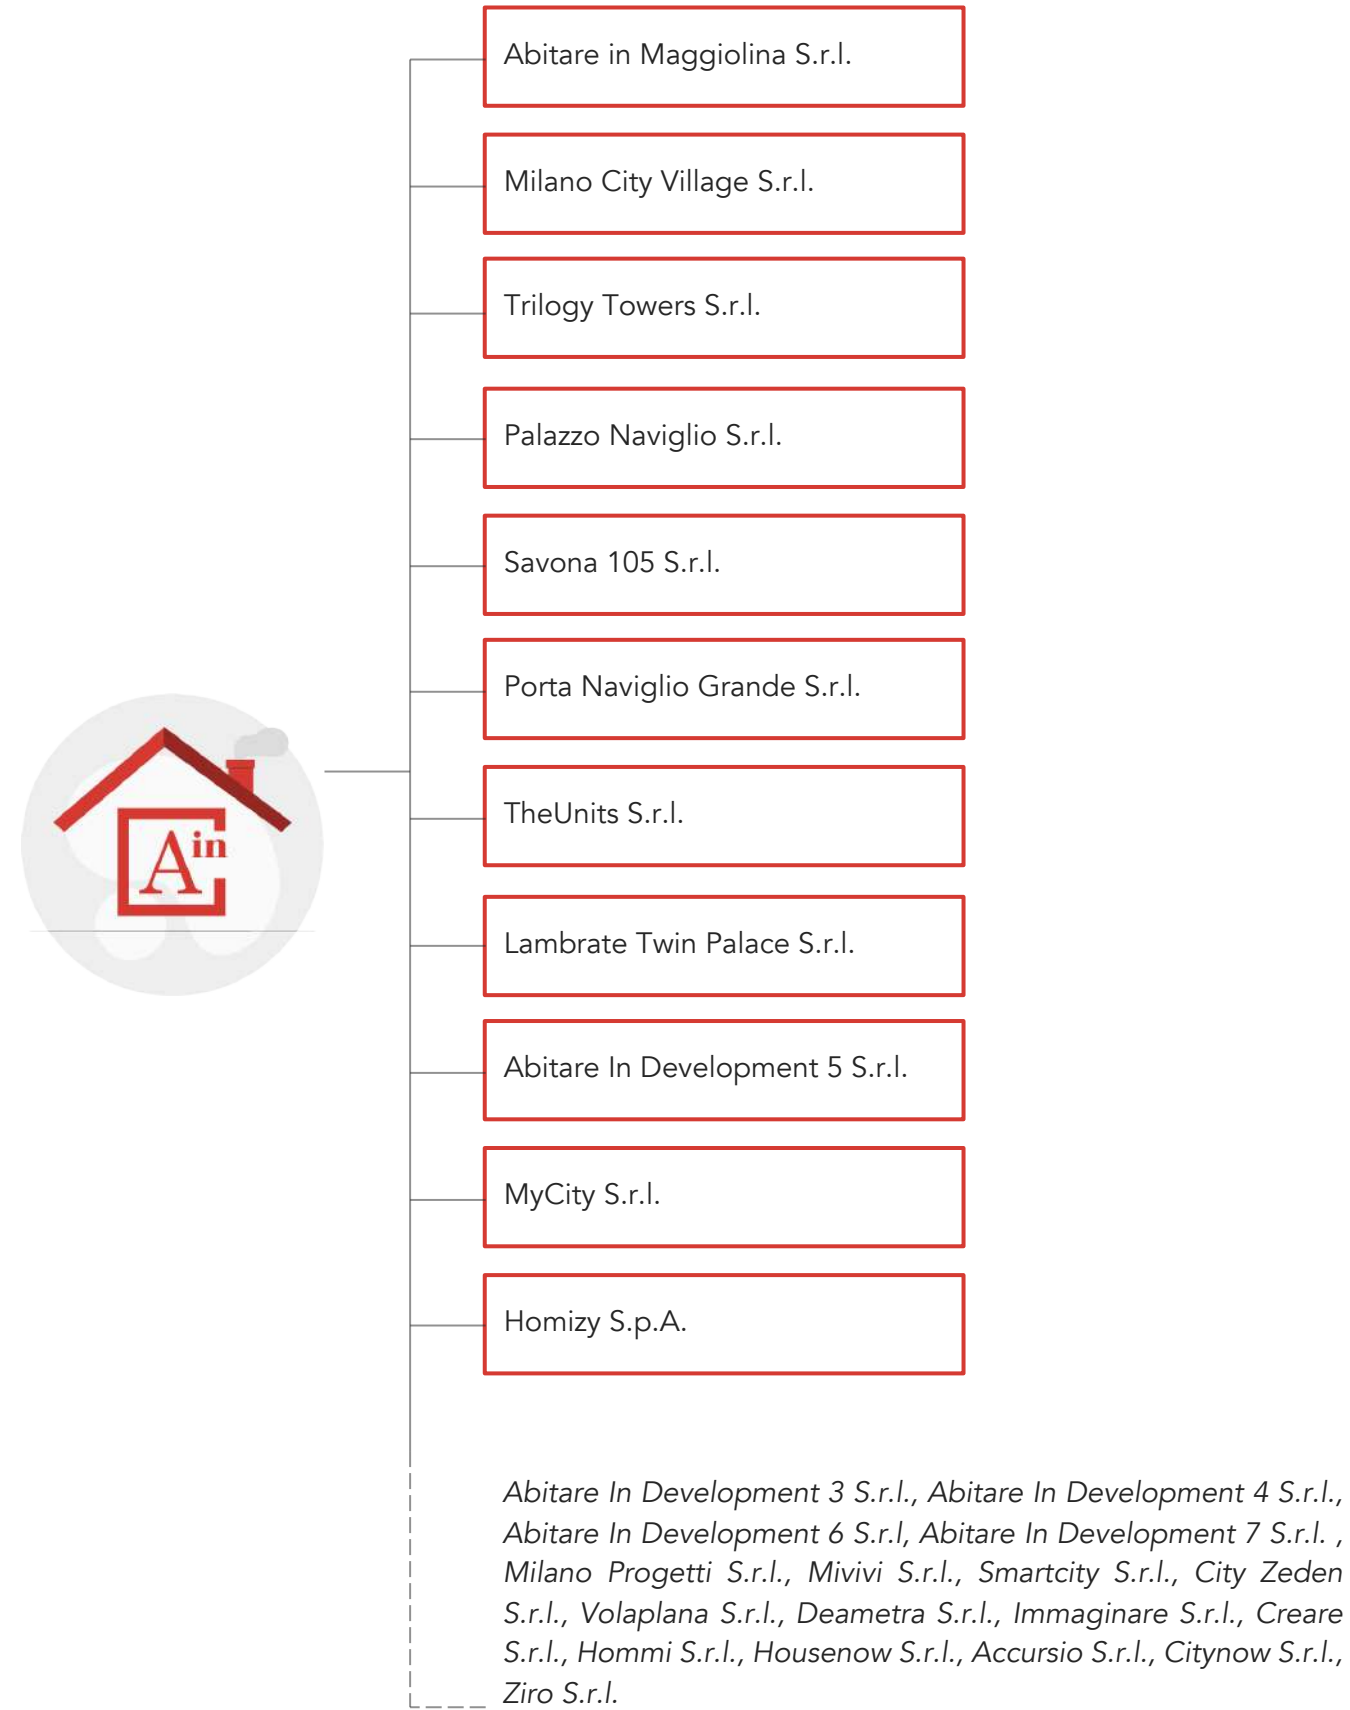 Abitare in Maggiolina S.r.l.
Milano City Village S.r.l.
Trilogy Towers S.r.l.
Palazzo Naviglio S.r.l.
Savona 105 S.r.l.
Porta Naviglio Grande S.r.l.
Ain
TheUnits S.r.l.
Lambrate Twin Palace S.r.l.
Abitare In Development 5 S.r.l.
MyCity S.r.l.
Homizy S.p.A.
Abitare In Development 3 S.r.l., Abitare In Development 4 S.r.l.,
Abitare In Development 6 S.r.l, Abitare In Development 7 S.r.l. ,
Milano Progetti S.r.l., Mivivi S.r.l., Smartcity S.r.l., City Zeden
S.r.l., Volaplana S.r.l., Deametra S.r.l., Immaginare S.r.l., Creare
S.r.l., Hommi S.r.l., Housenow S.r.l., Accursio S.r.l., Citynow S.r.l.,
Ziro S.r.l.